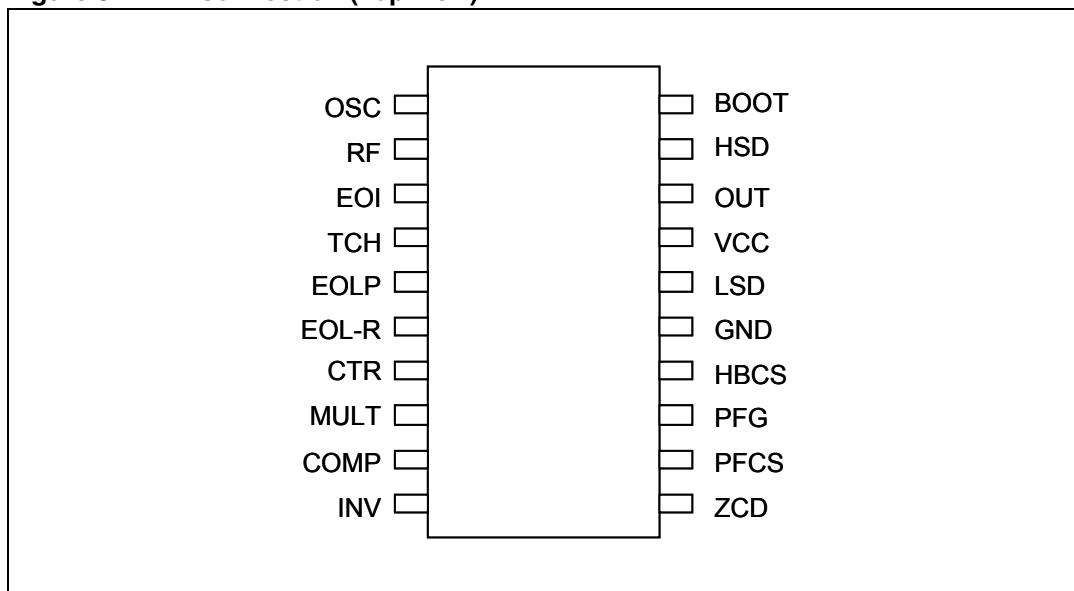 OSC BOOT
RF HSD
EOI OUT
TCH VCC
EOLP LSD
EOL-R GND
CTR HBCS
MULT PFG
COMP PFCS
INV ZCD